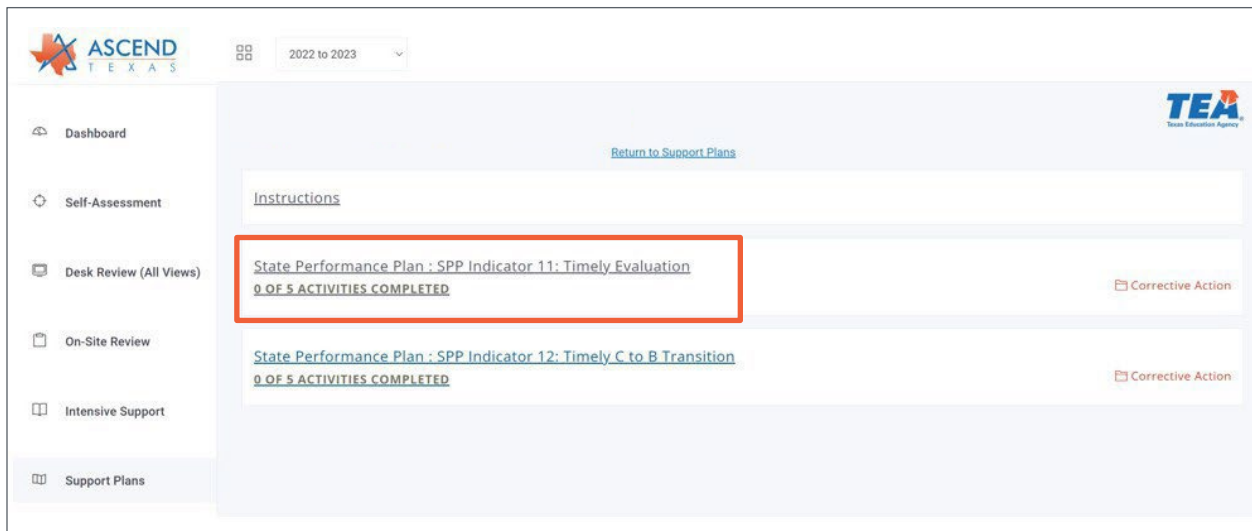 ASCEND
TEXAS
2022 to 2023
TEA
Texas Education Agency
Dashboard
Self-Assessment
Desk Review (All Views)
On-Site Review
Intensive Support
Support Plans
Return to Support Plans
Instructions
State Performance Plan : SPP Indicator 11: Timely Evaluation
0 OF 5 ACTIVITIES COMPLETED
Corrective Action
State Performance Plan : SPP Indicator 12: Timely C to B Transition
0 OF 5 ACTIVITIES COMPLETED
Corrective Action